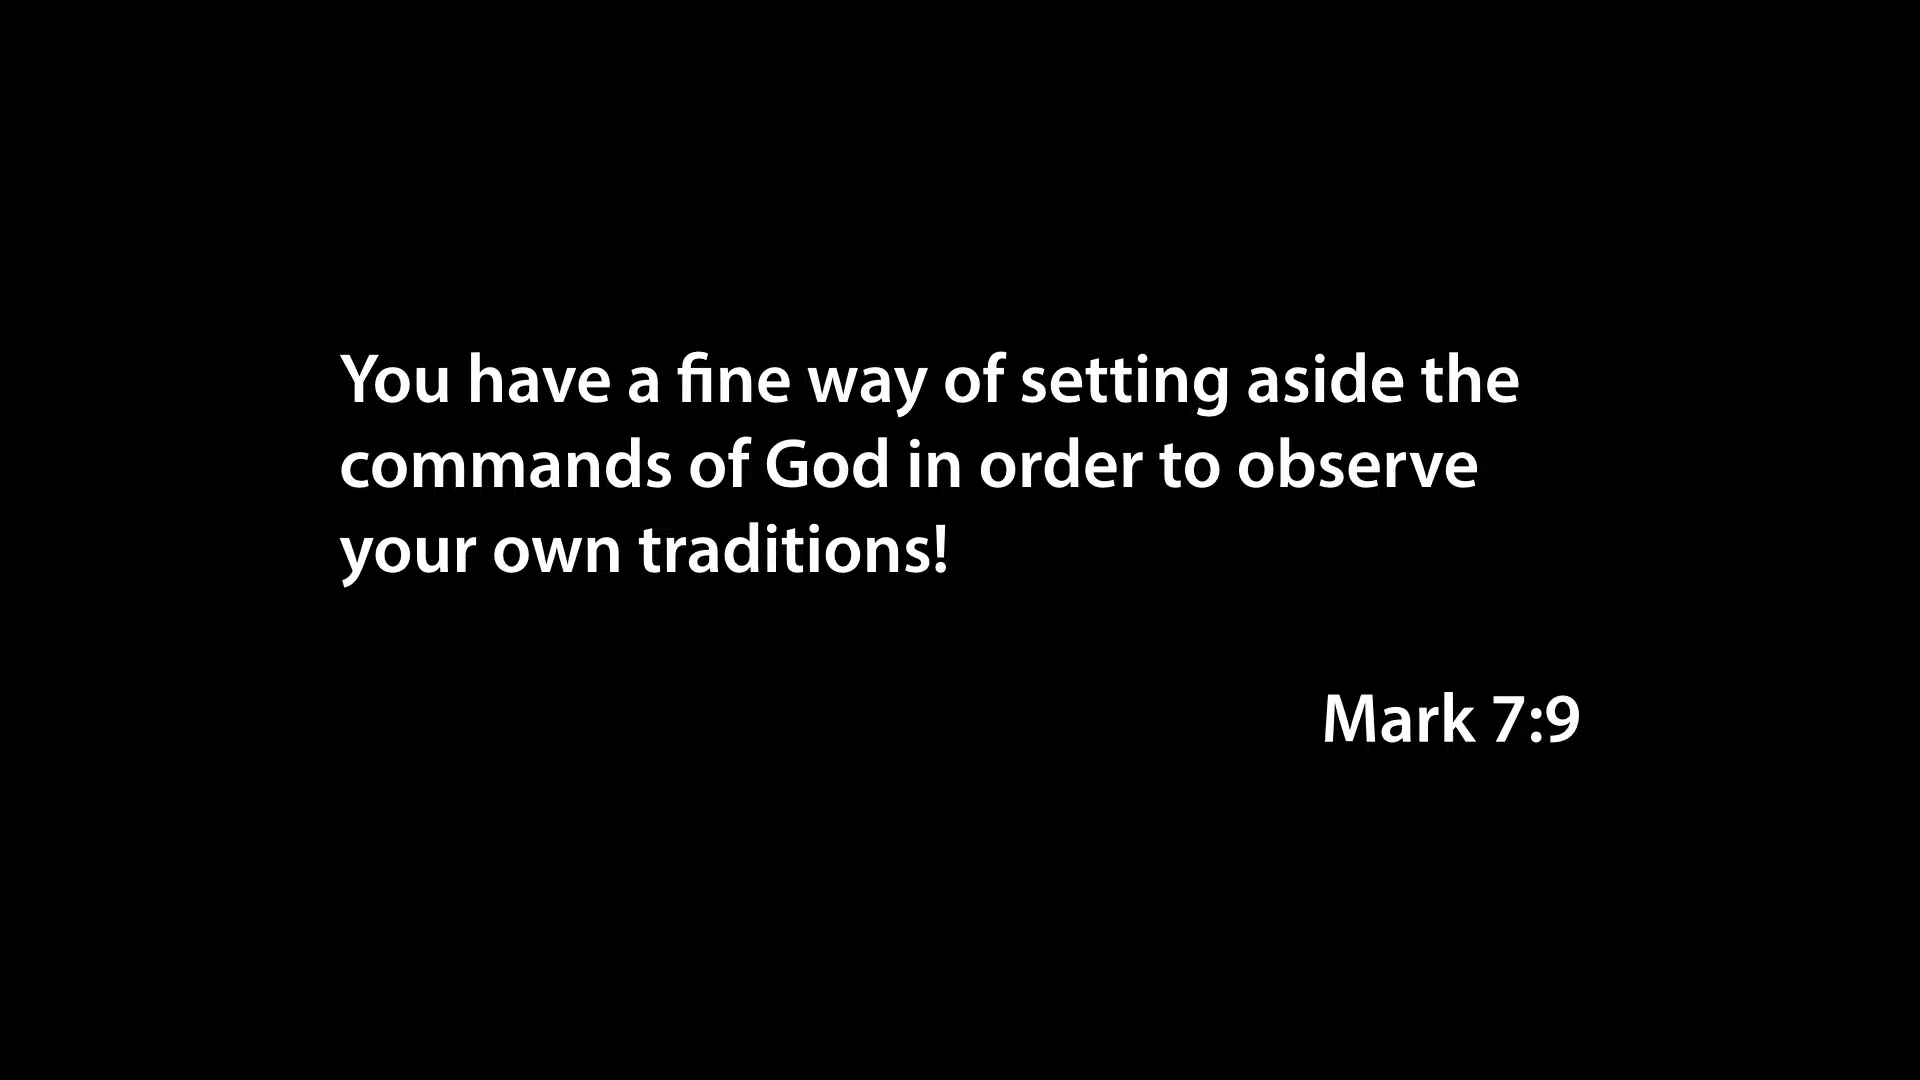 You have a fine way of setting aside the
commands of God in order to observe
your own traditions!
Mark 7:9